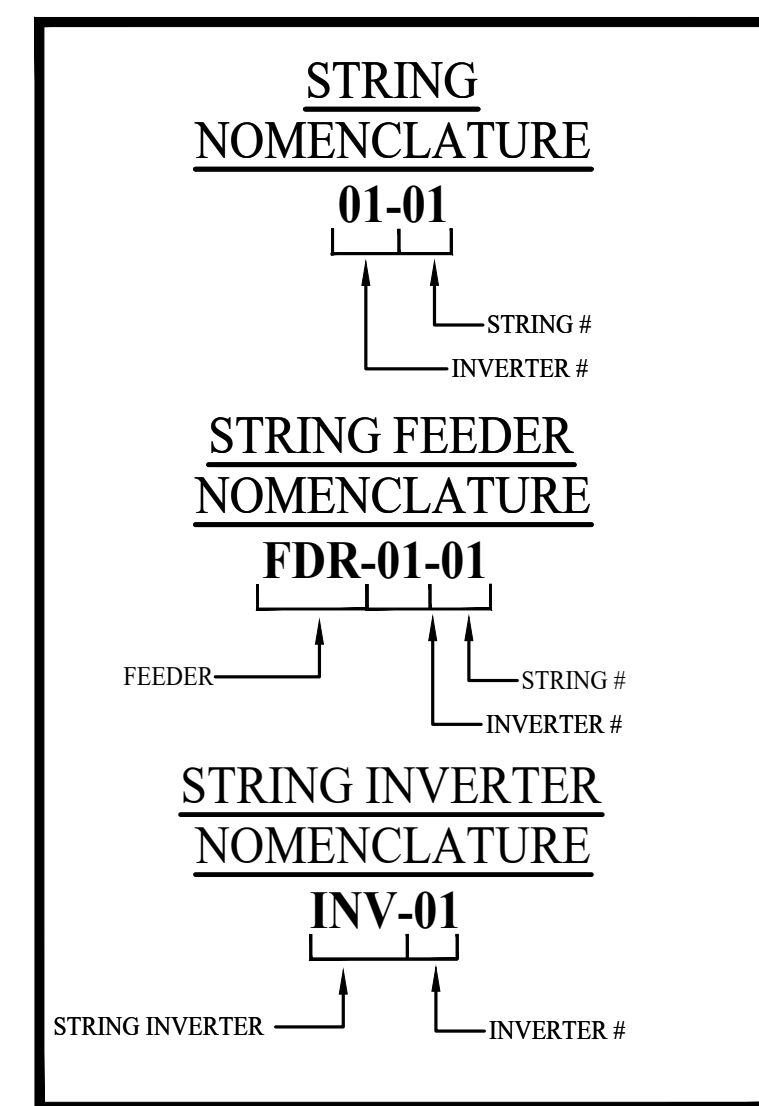 STRING
NOMENCLATURE
01-01
STRING #
INVERTER #
STRING FEEDER
NOMENCLATURE
FDR-01-01
FEEDER
STRING #
INVERTER #
STRING INVERTER
NOMENCLATURE
INV-01
STRING INVERTER
INVERTER #